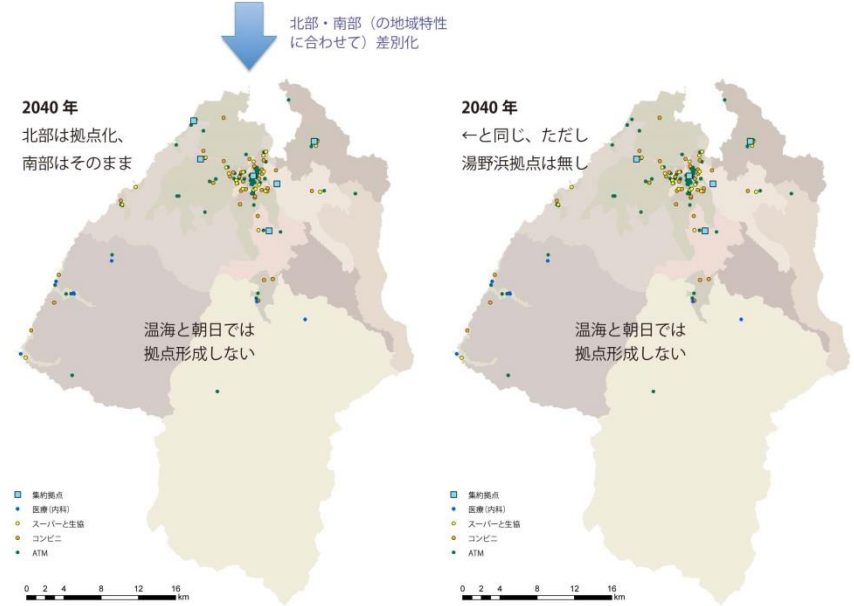 北部・南部（の地域特性
に合わせて）差別化
2040 年
北部は拠点化、
南部はそのまま
温海と朝日では
拠点形成しない
集約拠点
医療（内科）
スーパーと生協
コンビニ
ATM
0 2 4 8 12 16
km
2040 年
←と同じ、ただし
湯野浜拠点は無し
温海と朝日では
拠点形成しない
集約拠点
医療（内科）
スーパーと生協
コンビニ
ATM
0 2 4 8 12 16
km